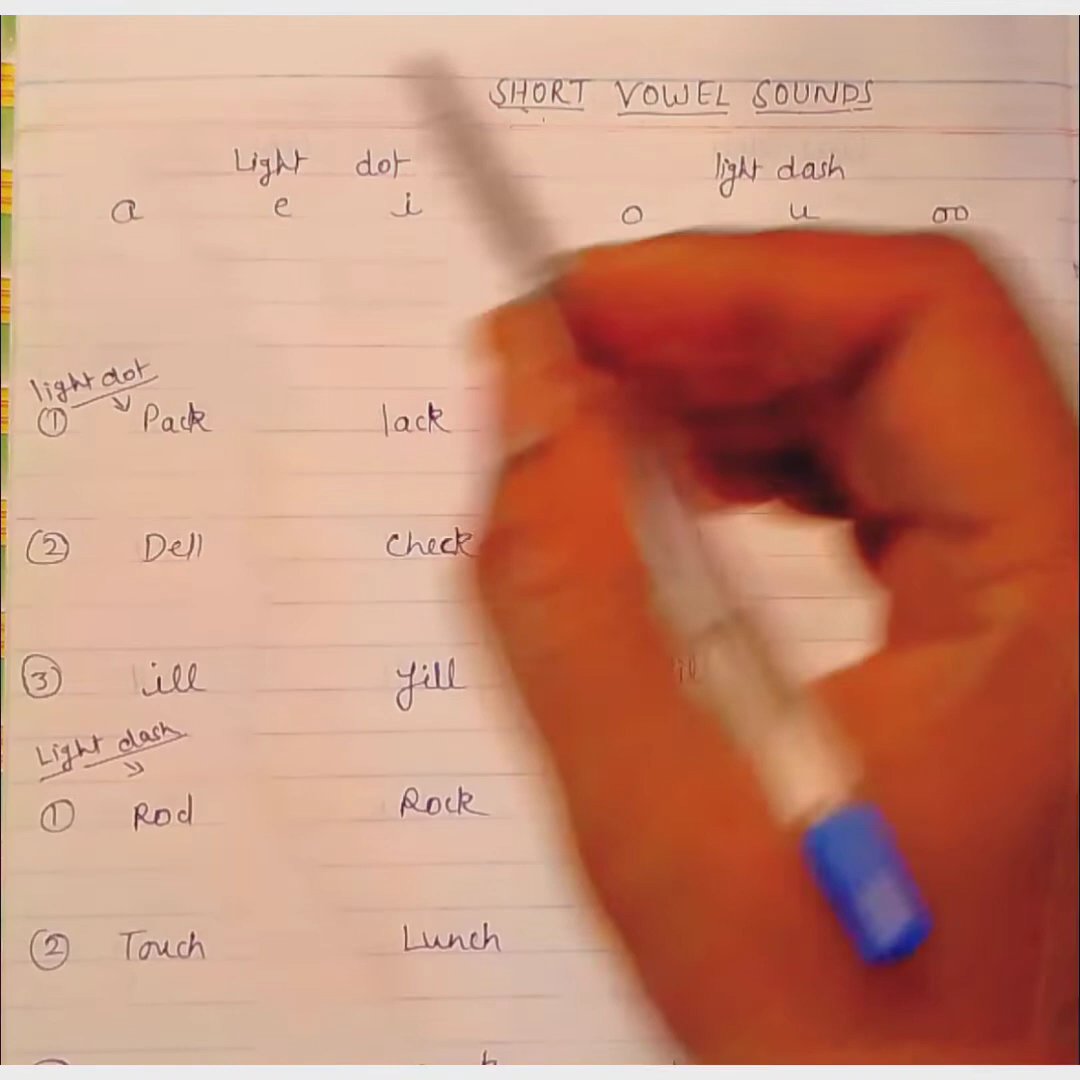 SHORT VOWEL SOUNDS
Light dot light dash
a e i o u oo
light dot
① Pack lack
② Dell check
③ ill Jill
Light dash
① Rod Rock
② Touch Lunch